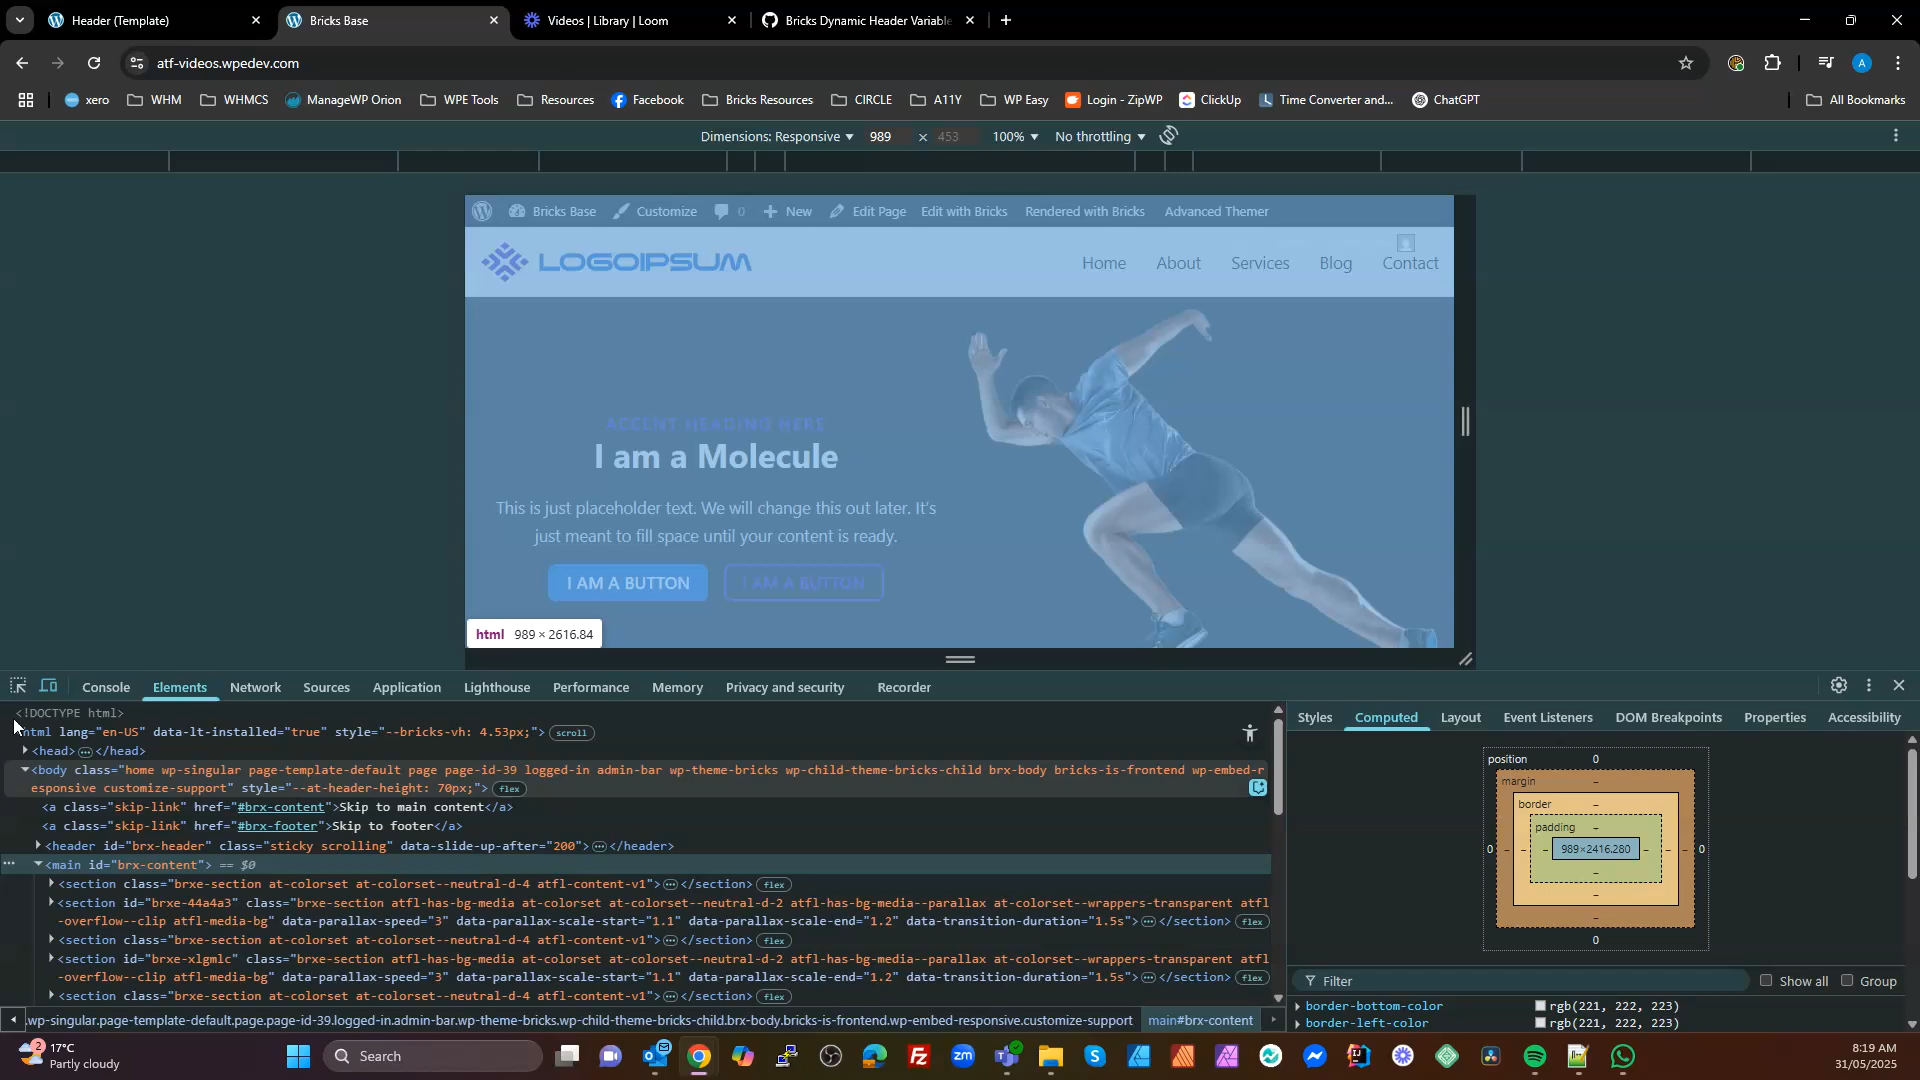 Header (Template)
Bricks Base
Videos | Library | Loom
Bricks Dynamic Header Variable
atf-videos.wpedev.com
xero
WHM
WHMCS
ManageWP Orion
WPE Tools
Resources
Facebook
Bricks Resources
CIRCLE
A11Y
WP Easy
Login - ZipWP
ClickUp
Time Converter and...
ChatGPT
All Bookmarks
Dimensions: Responsive
989 × 453
100%
No throttling
Bricks Base
Customize
0
New
Edit Page
Edit with Bricks
Rendered with Bricks
Advanced Themer
LOGOIPSUM
Home
About
Services
Blog
Contact
ACCENT HEADING HERE
I am a Molecule
This is just placeholder text. We will change this out later. It's
just meant to fill space until your content is ready.
I AM A BUTTON
I AM A BUTTON
html 989 × 2616.84
Console
Elements
Network
Sources
Application
Lighthouse
Performance
Memory
Privacy and security
Recorder
<!DOCTYPE html>
html lang="en-US" data-lt-installed="true" style="--bricks-vh: 4.53px;"> scroll
<head>…</head>
<body class="home wp-singular page-template-default page page-id-39 logged-in admin-bar wp-theme-bricks wp-child-theme-bricks-child brx-body bricks-is-frontend wp-embed-r
esponsive customize-support" style="--at-header-height: 70px;"> flex
<a class="skip-link" href="#brx-content">Skip to main content</a>
<a class="skip-link" href="#brx-footer">Skip to footer</a>
<header id="brx-header" class="sticky scrolling" data-slide-up-after="200">…</header>
<main id="brx-content"> == $0
<section class="brxe-section at-colorset at-colorset--neutral-d-4 atfl-content-v1">…</section> flex
<section id="brxe-44a4a3" class="brxe-section atfl-has-bg-media at-colorset--neutral-d-2 atfl-has-bg-media--parallax at-colorset--wrappers-transparent atfl
-overflow--clip atfl-media-bg" data-parallax-speed="3" data-parallax-scale-start="1.1" data-parallax-scale-end="1.2" data-transition-duration="1.5s">…</section> flex
<section class="brxe-section at-colorset at-colorset--neutral-d-4 atfl-content-v1">…</section> flex
<section id="brxe-xlgmlc" class="brxe-section atfl-has-bg-media at-colorset--neutral-d-2 atfl-has-bg-media--parallax at-colorset--wrappers-transparent atfl
-overflow--clip atfl-media-bg" data-parallax-speed="3" data-parallax-scale-start="1.1" data-parallax-scale-end="1.2" data-transition-duration="1.5s">…</section> flex
<section class="brxe-section at-colorset at-colorset--neutral-d-4 atfl-content-v1">…</section> flex
.wp-singular.page-template-default.page.page-id-39.logged-in.admin-bar.wp-theme-bricks.wp-child-theme-bricks-child.brx-body.bricks-is-frontend.wp-embed-responsive.customize-support
main#brx-content
Styles
Computed
Layout
Event Listeners
DOM Breakpoints
Properties
Accessibility
position 0
margin –
border –
padding –
0 – – – 989×2416.280 – – – 0
–
–
–
0
Filter
Show all
Group
border-bottom-color rgb(221, 222, 223)
border-left-color rgb(221, 222, 223)
2
17°C
Partly cloudy
Search
8:19 AM
31/05/2025